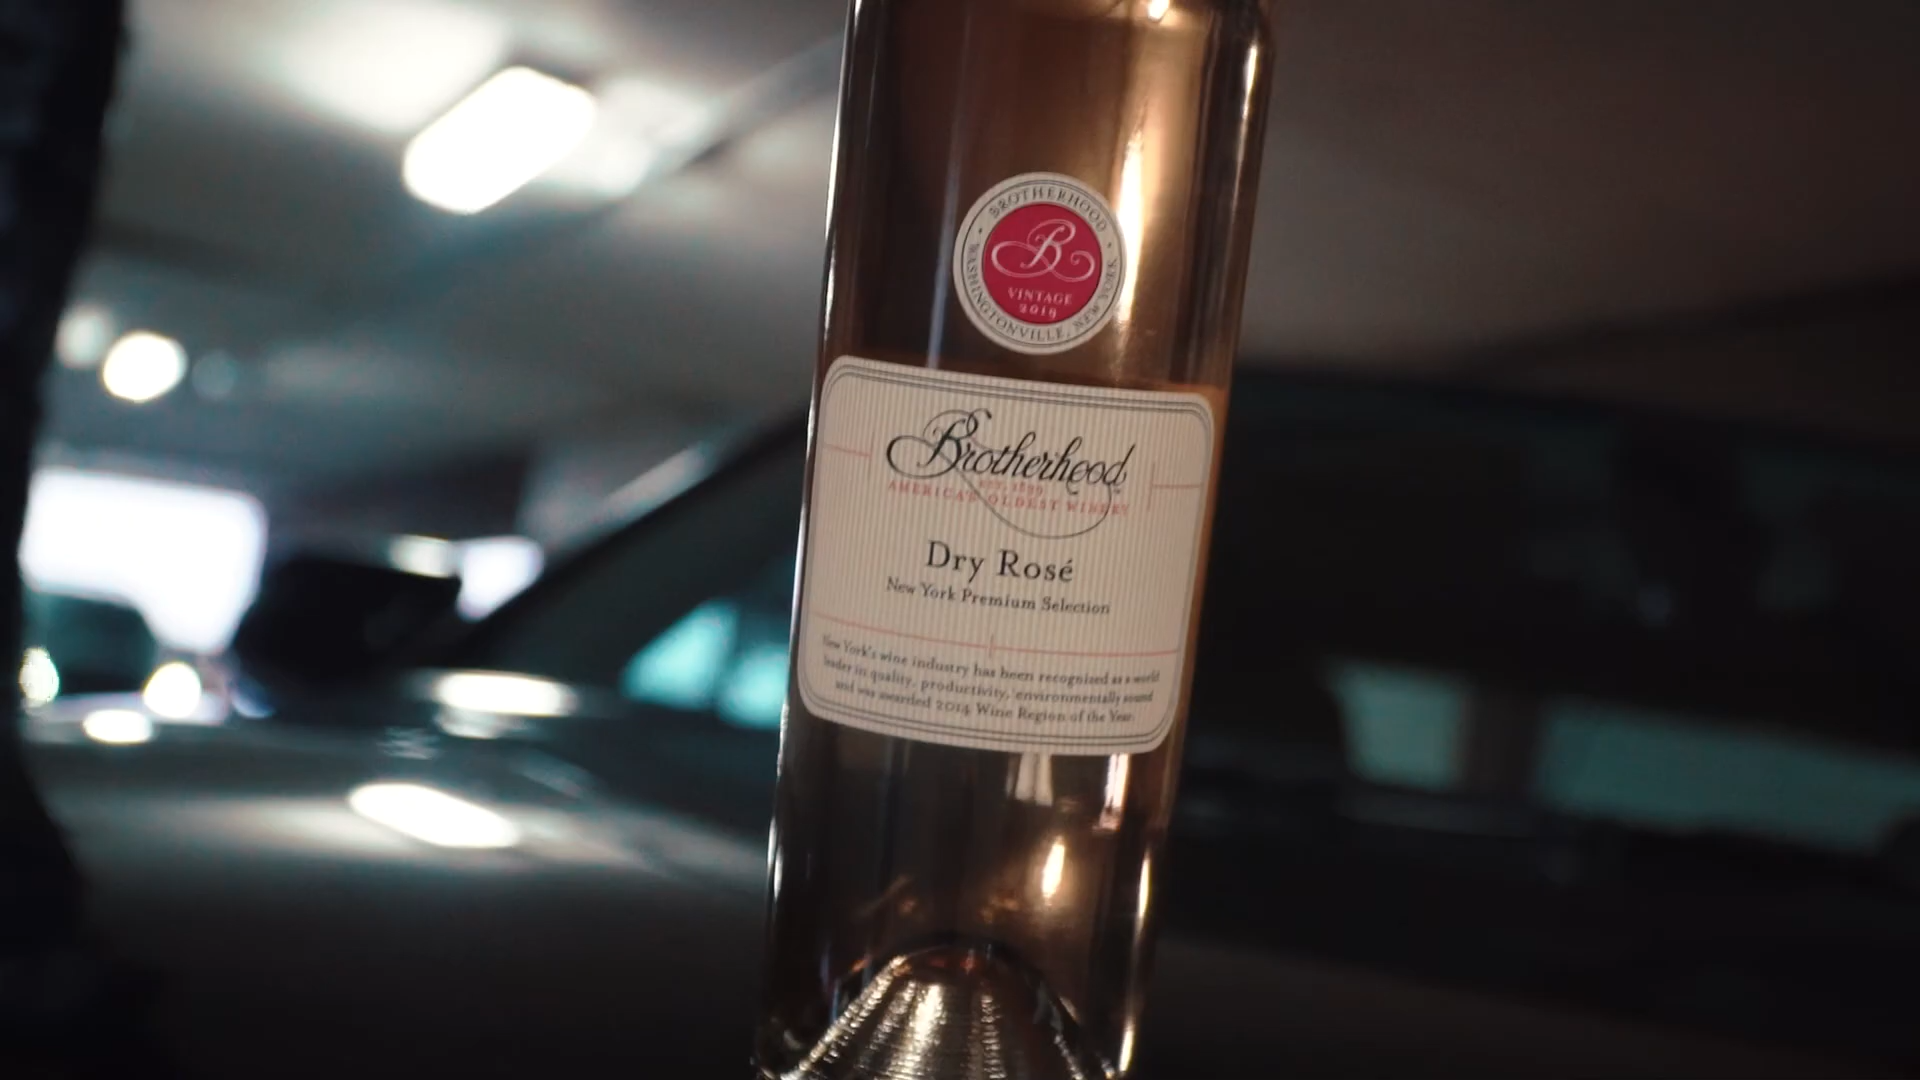 BROTHERHOOD
B
VINTAGE
2019
WASHINGTONVILLE, NEW YORK
Brotherhood
EST. 1839
AMERICA'S OLDEST WINERY
Dry Rosé
New York Premium Selection
New York's wine industry has been recognized as a world
leader in quality, productivity, environmentally sound
and was awarded 2014 Wine Region of the Year.